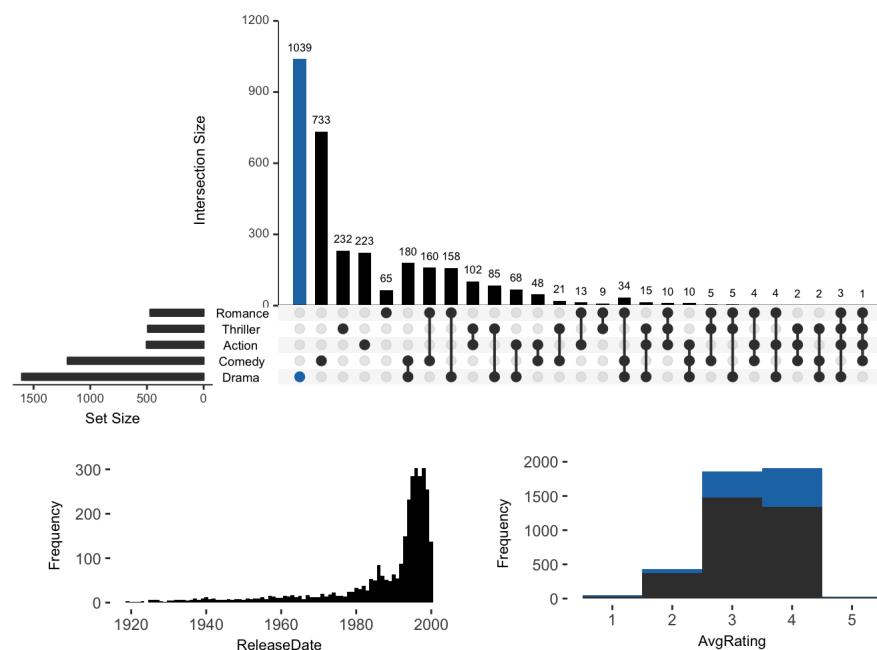 1200
1039
900
733
600
300
0
Intersection Size
232 223 65 180 160 158 102 85 68 48 21 13 9 34 15 10 10 5 5 4 4 2 2 3 1
Romance
Thriller
Action
Comedy
Drama
1500 1000 500 0
Set Size
300
200
100
0
Frequency
1920 1940 1960 1980 2000
ReleaseDate
2000
1500
1000
500
0
Frequency
1 2 3 4 5
AvgRating